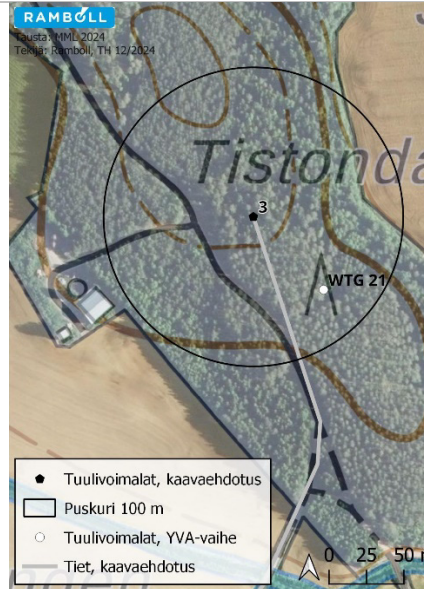 RAMBOLL
Tausta: MML 2024
Tekijä: Ramboll, TH 12/2024
Tistonda
3
WTG 21
Tuulivoimalat, kaavaehdotus
Puskuri 100 m
Tuulivoimalat, YVA-vaihe
Tiet, kaavaehdotus
0 25 50 m